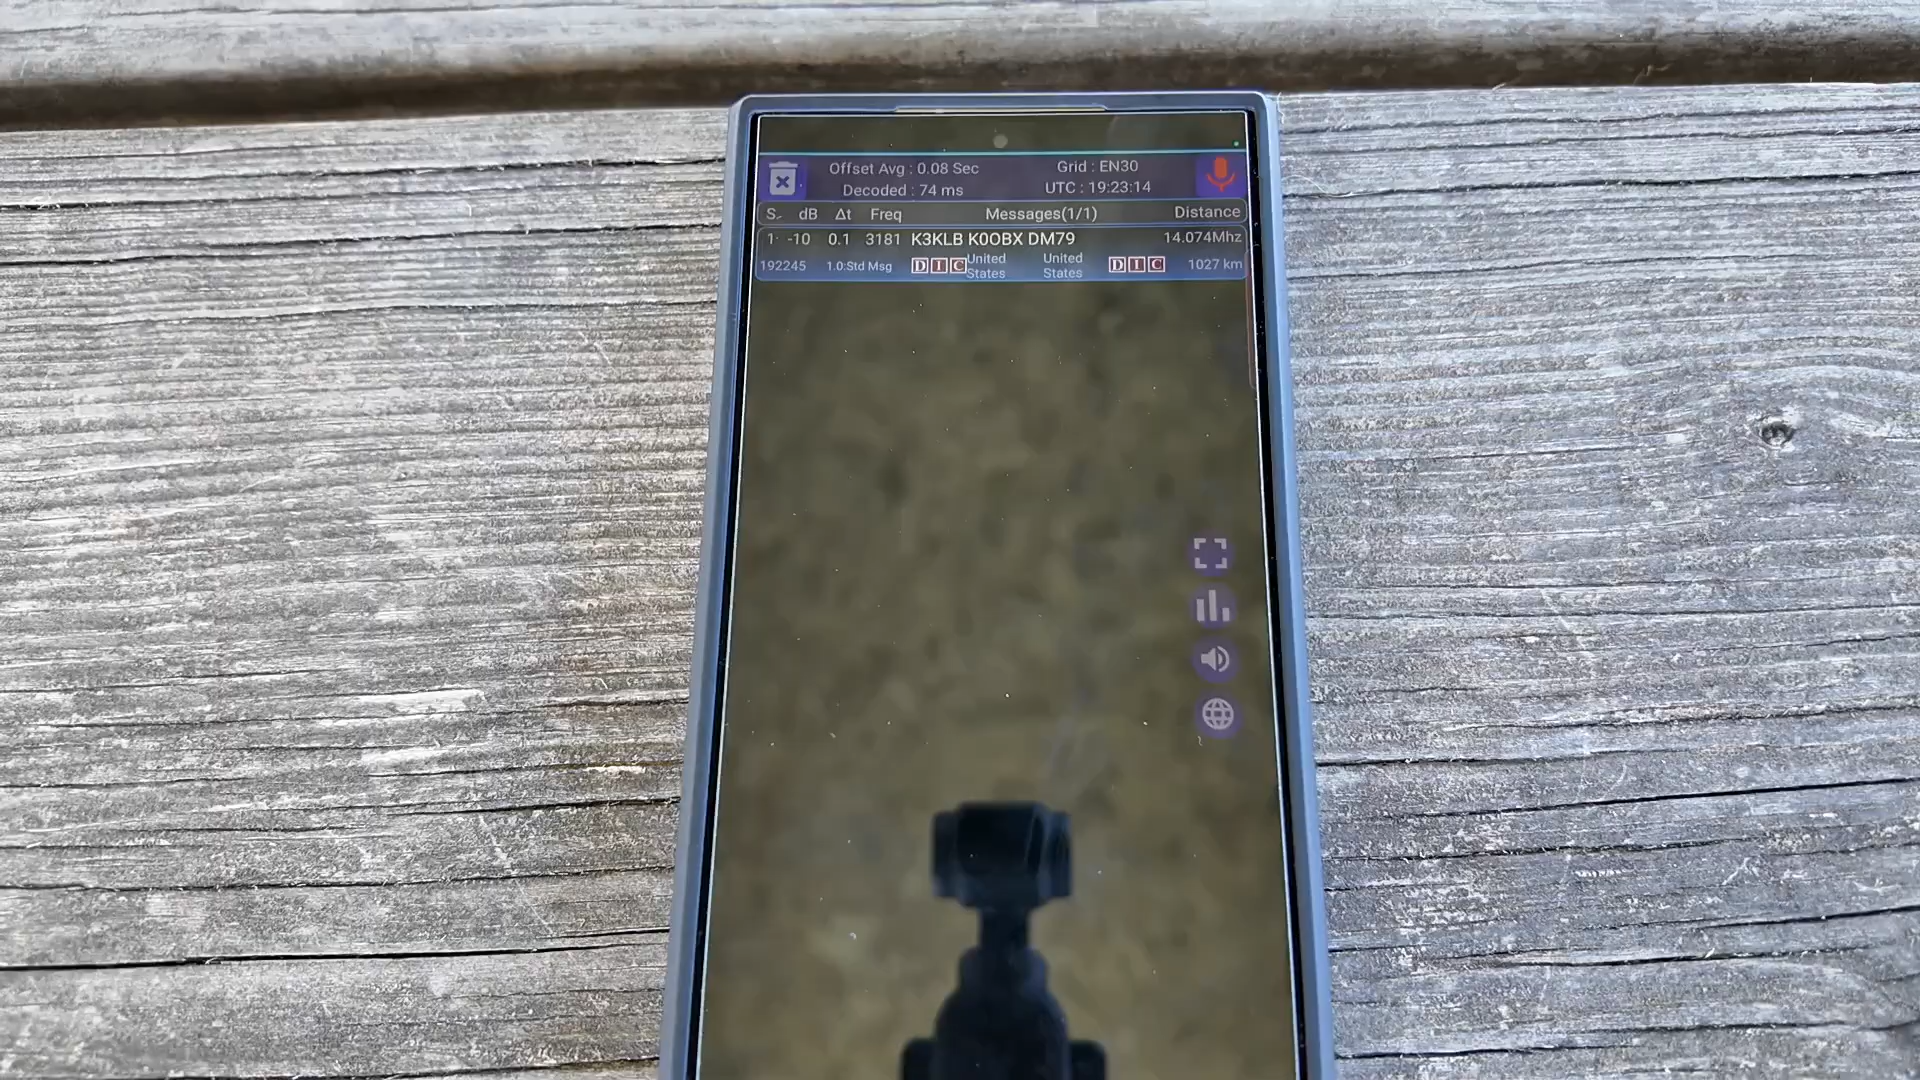 Offset Avg : 0.08 Sec
Grid : EN30
Decoded : 74 ms
UTC : 19:23:14
S. dB Δt Freq Messages(1/1) Distance
1 -10 0.1 3181 K3KLB K0OBX DM79 14.074Mhz
192245 1.0:Std Msg D I C United States United States D I C 1027 km